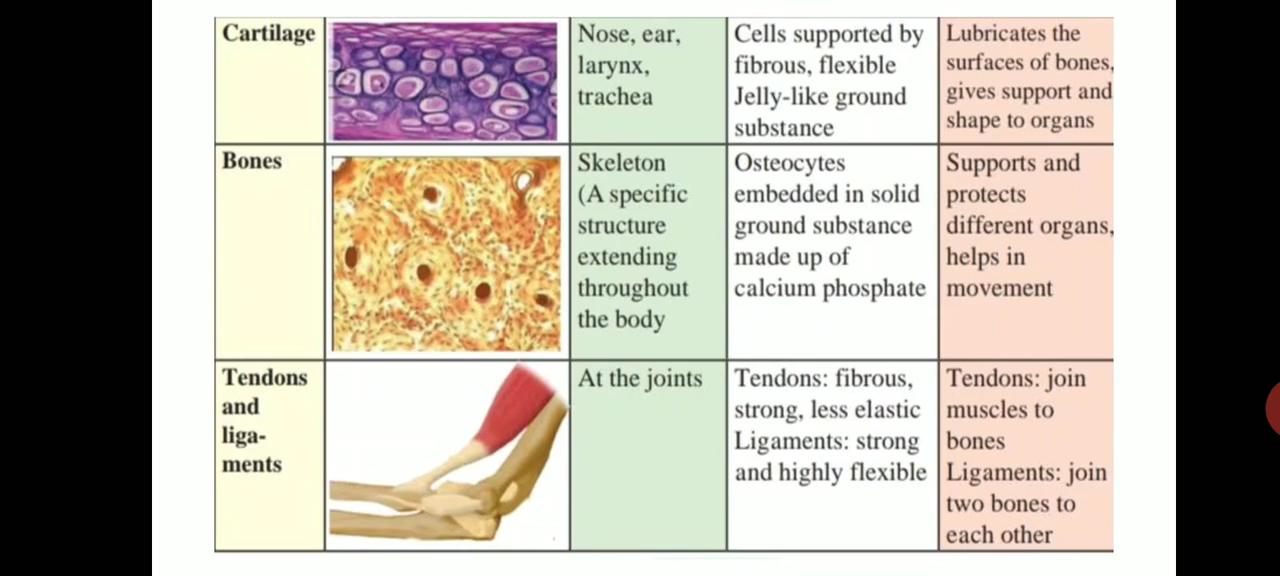 Cartilage
Nose, ear,
larynx,
trachea
Cells supported by
fibrous, flexible
Jelly-like ground
substance
Lubricates the
surfaces of bones,
gives support and
shape to organs
Bones
Skeleton
(A specific
structure
extending
throughout
the body
Osteocytes
embedded in solid
ground substance
made up of
calcium phosphate
Supports and
protects
different organs,
helps in
movement
Tendons
and
liga-
ments
At the joints
Tendons: fibrous,
strong, less elastic
Ligaments: strong
and highly flexible
Tendons: join
muscles to
bones
Ligaments: join
two bones to
each other